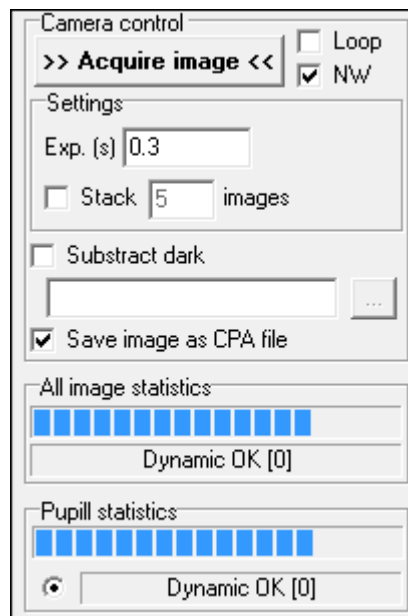 Camera control
>> Acquire image <<
Loop
NW
Settings
Exp. (s) 0.3
Stack 5 images
Substract dark
...
Save image as CPA file
All image statistics
Dynamic OK [0]
Pupill statistics
Dynamic OK [0]